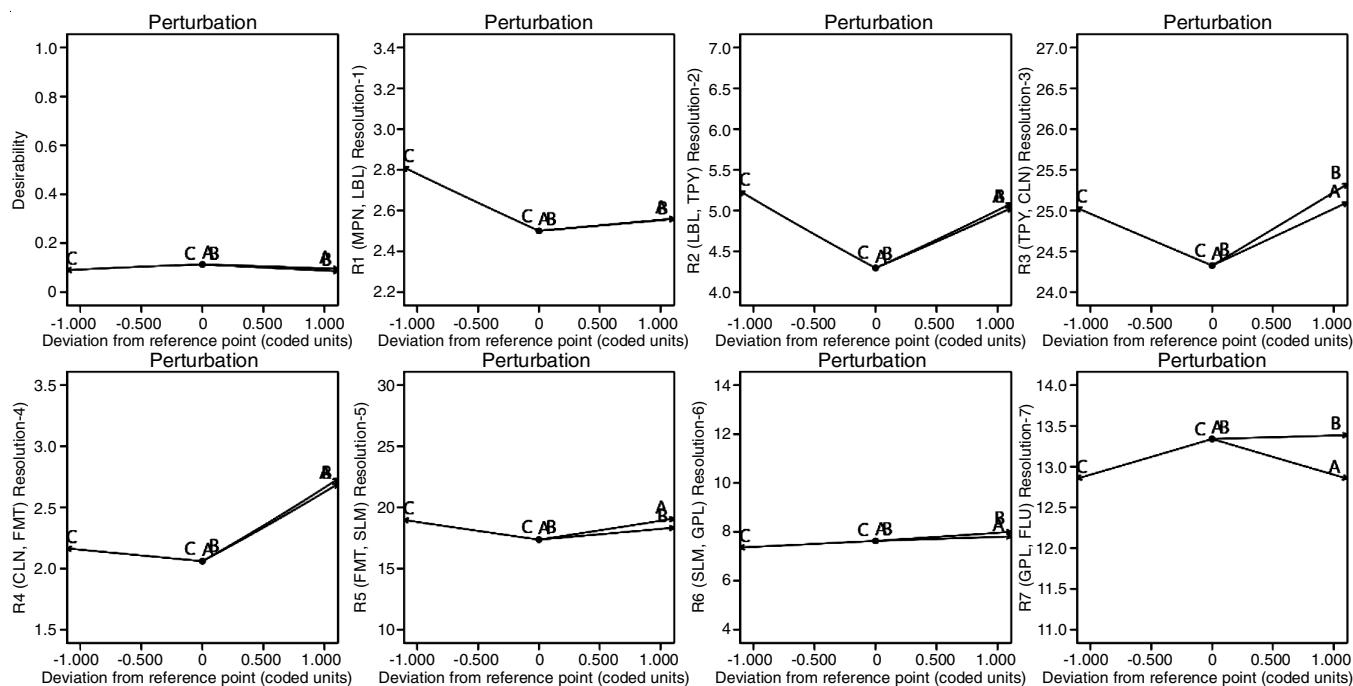 Perturbation
Desirability
1.0
0.8
0.6
0.4
0.2
0
C
C
A
B
A
B
-1.000 -0.500 0 0.500 1.000
Deviation from reference point (coded units)
Perturbation
R1 (MPN, LBL) Resolution-1
3.4
3.2
3.0
2.8
2.6
2.4
2.2
C
C
A
B
A
B
-1.000 -0.500 0 0.500 1.000
Deviation from reference point (coded units)
Perturbation
R2 (LBL, TPY) Resolution-2
7.0
6.5
6.0
5.5
5.0
4.5
4.0
C
C
A
B
A
B
-1.000 -0.500 0 0.500 1.000
Deviation from reference point (coded units)
Perturbation
R3 (TPY, CLN) Resolution-3
27.0
26.5
26.0
25.5
25.0
24.5
24.0
C
C
A
B
B
A
-1.000 -0.500 0 0.500 1.000
Deviation from reference point (coded units)
Perturbation
R4 (CLN, FMT) Resolution-4
3.5
3.0
2.5
2.0
1.5
C
C
A
B
A
B
-1.000 -0.500 0 0.500 1.000
Deviation from reference point (coded units)
Perturbation
R5 (FMT, SLM) Resolution-5
30
25
20
15
10
C
C
A
B
A
B
-1.000 -0.500 0 0.500 1.000
Deviation from reference point (coded units)
Perturbation
R6 (SLM, GPL) Resolution-6
14
12
10
8
6
4
C
C
A
B
B
A
-1.000 -0.500 0 0.500 1.000
Deviation from reference point (coded units)
Perturbation
R7 (GPL, FLU) Resolution-7
14.0
13.5
13.0
12.5
12.0
11.5
11.0
C
C
A
B
B
A
-1.000 -0.500 0 0.500 1.000
Deviation from reference point (coded units)